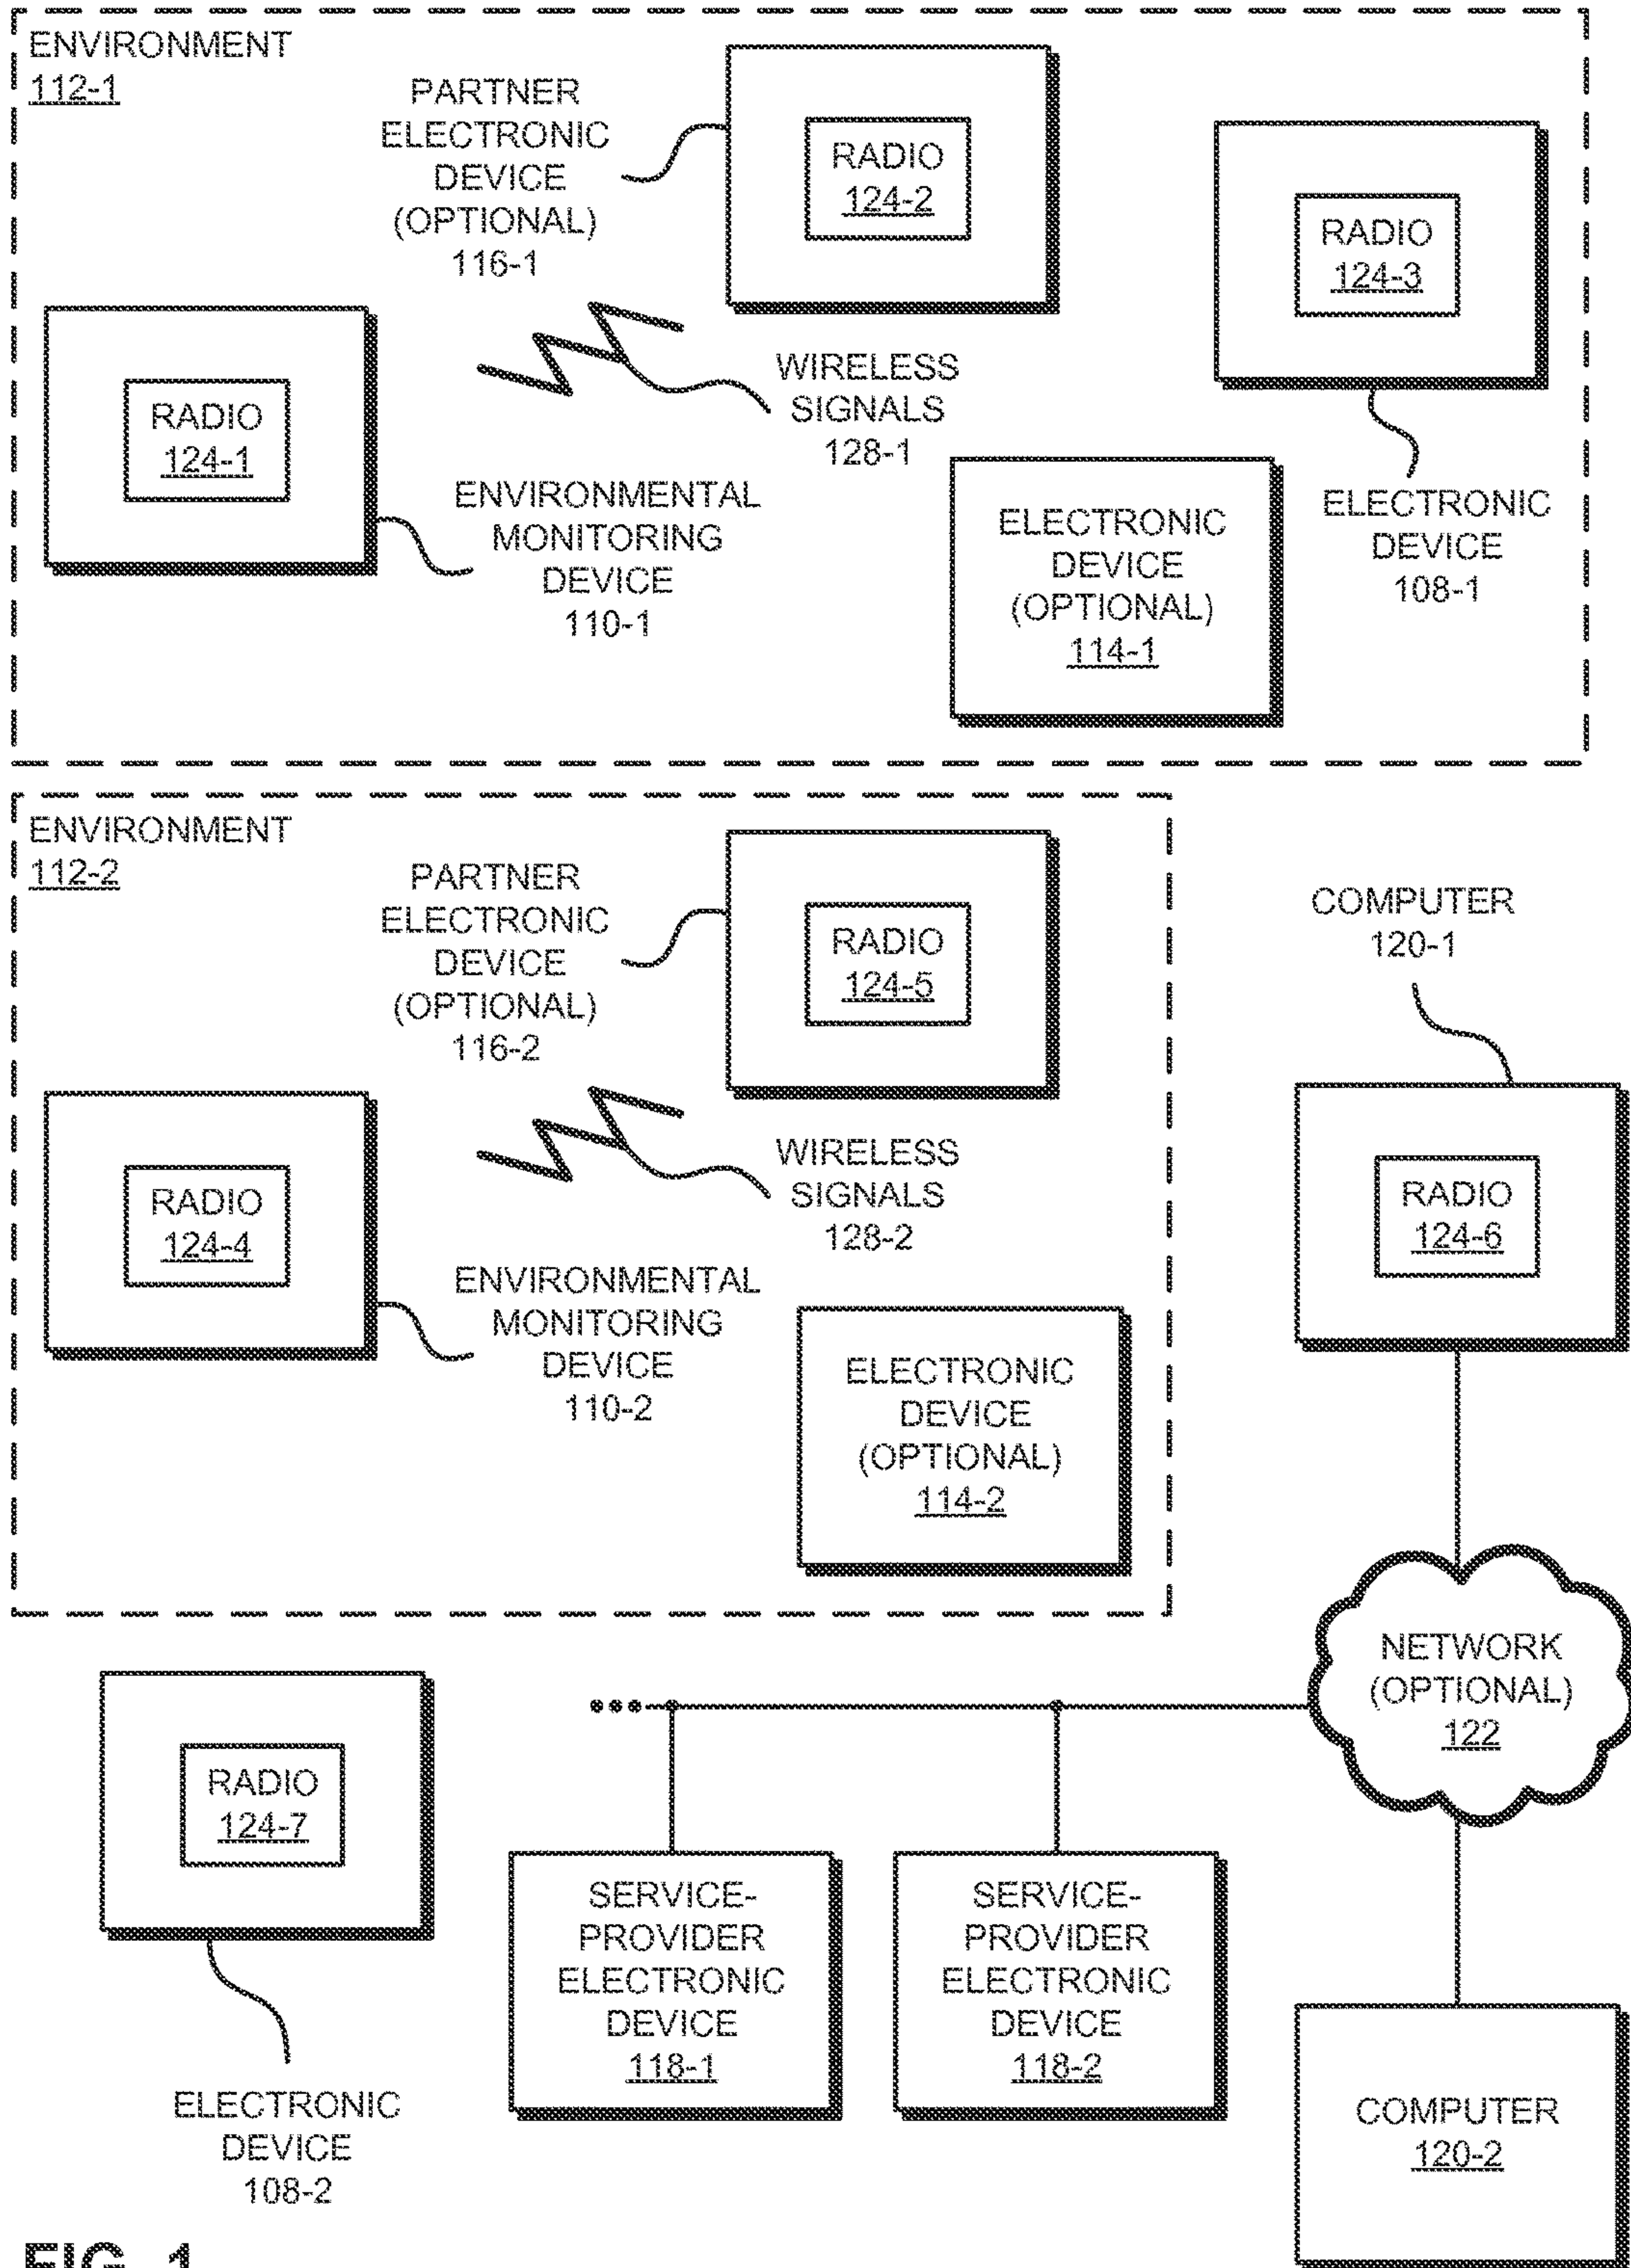 ENVIRONMENT
112-1
PARTNER
ELECTRONIC
DEVICE
(OPTIONAL)
116-1
RADIO
124-2
RADIO
124-3
RADIO
124-1
WIRELESS
SIGNALS
128-1
ENVIRONMENTAL
MONITORING
DEVICE
110-1
ELECTRONIC
DEVICE
(OPTIONAL)
114-1
ELECTRONIC
DEVICE
108-1
ENVIRONMENT
112-2
PARTNER
ELECTRONIC
DEVICE
(OPTIONAL)
116-2
RADIO
124-5
COMPUTER
120-1
RADIO
124-4
WIRELESS
SIGNALS
128-2
RADIO
124-6
ENVIRONMENTAL
MONITORING
DEVICE
110-2
ELECTRONIC
DEVICE
(OPTIONAL)
114-2
NETWORK
(OPTIONAL)
122
RADIO
124-7
SERVICE-
PROVIDER
ELECTRONIC
DEVICE
118-1
SERVICE-
PROVIDER
ELECTRONIC
DEVICE
118-2
ELECTRONIC
DEVICE
108-2
COMPUTER
120-2
FIG. 1